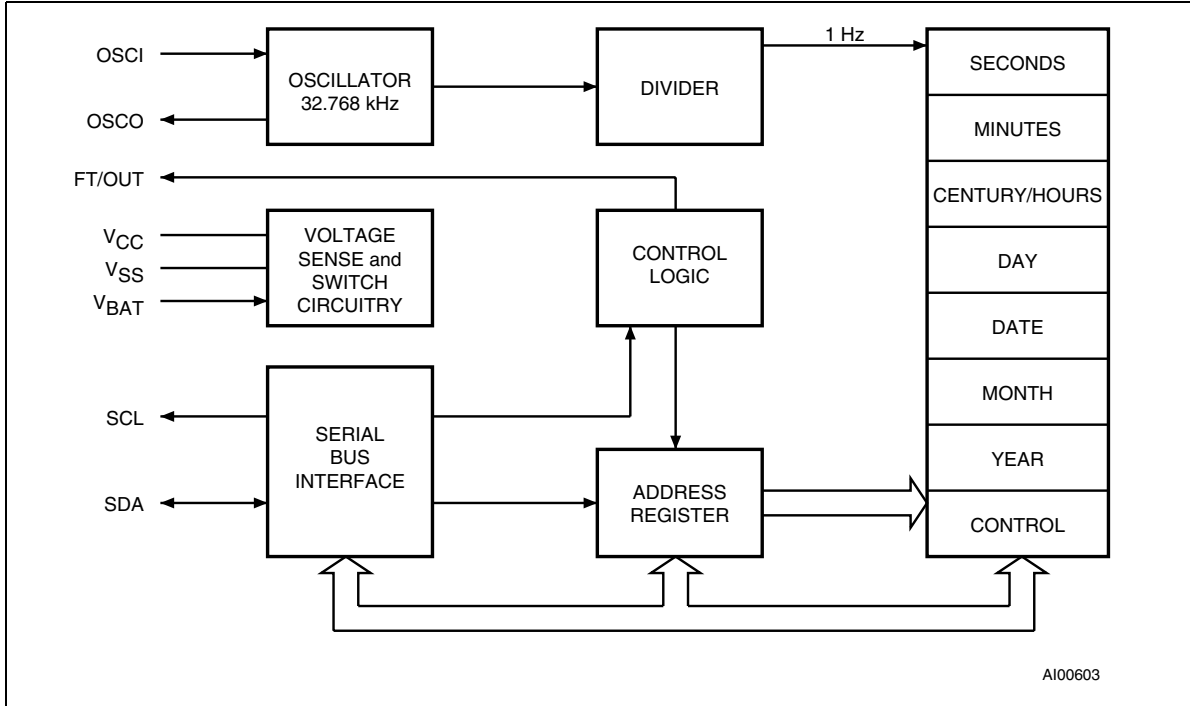 OSCI
OSCO
OSCILLATOR
32.768 kHz
DIVIDER
1 Hz
FT/OUT
VCC
VSS
VBAT
VOLTAGE
SENSE and
SWITCH
CIRCUITRY
CONTROL
LOGIC
SCL
SDA
SERIAL
BUS
INTERFACE
ADDRESS
REGISTER
SECONDS
MINUTES
CENTURY/HOURS
DAY
DATE
MONTH
YEAR
CONTROL
AI00603